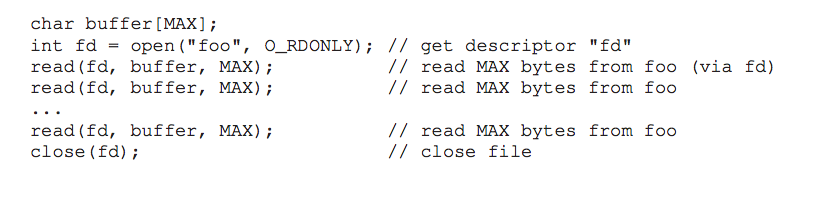 char buffer[MAX];
int fd = open("foo", O_RDONLY); // get descriptor "fd"
read(fd, buffer, MAX);          // read MAX bytes from foo (via fd)
read(fd, buffer, MAX);          // read MAX bytes from foo
...
read(fd, buffer, MAX);          // read MAX bytes from foo
close(fd);                      // close file